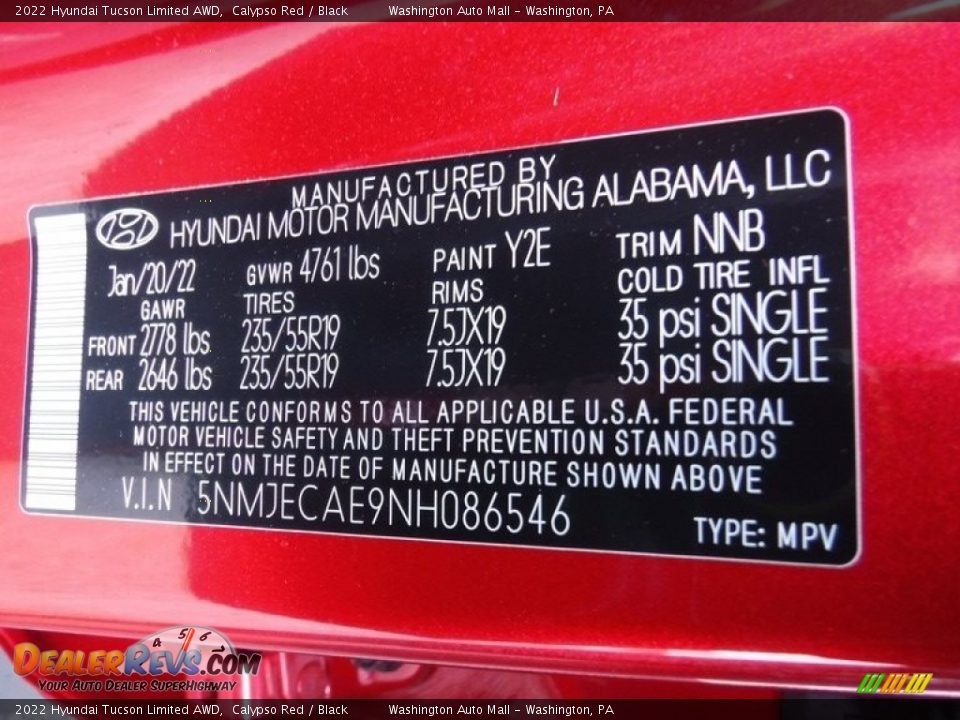 2022 Hyundai Tucson Limited AWD,  Calypso Red / Black    Washington Auto Mall - Washington, PA
MANUFACTURED BY
HYUNDAI MOTOR MANUFACTURING ALABAMA, LLC
Jan/20/22 GVWR 4761 lbs PAINT Y2E TRIM NNB
GAWR TIRES RIMS COLD TIRE INFL
FRONT 2778 lbs 235/55R19 7.5JX19 35 psi SINGLE
REAR 2646 lbs 235/55R19 7.5JX19 35 psi SINGLE
THIS VEHICLE CONFORMS TO ALL APPLICABLE U.S.A. FEDERAL
MOTOR VEHICLE SAFETY AND THEFT PREVENTION STANDARDS
IN EFFECT ON THE DATE OF MANUFACTURE SHOWN ABOVE
V.I.N 5NMJECAE9NH086546
TYPE: MPV
4 5 6
DEALERREVS.COM
YOUR AUTO DEALER SUPERHIGHWAY
2022 Hyundai Tucson Limited AWD,  Calypso Red / Black    Washington Auto Mall - Washington, PA